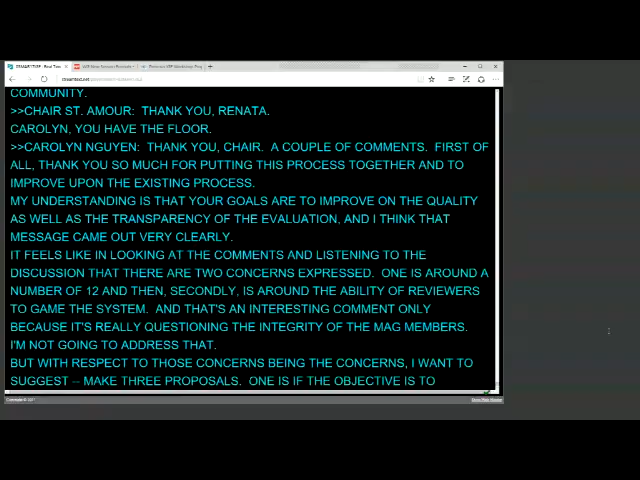 COMMUNITY.
>>CHAIR ST. AMOUR:  THANK YOU, RENATA.
CAROLYN, YOU HAVE THE FLOOR.
>>CAROLYN NGUYEN:  THANK YOU, CHAIR.  A COUPLE OF COMMENTS.  FIRST OF
ALL, THANK YOU SO MUCH FOR PUTTING THIS PROCESS TOGETHER AND TO
IMPROVE UPON THE EXISTING PROCESS.
MY UNDERSTANDING IS THAT YOUR GOALS ARE TO IMPROVE ON THE QUALITY
AS WELL AS THE TRANSPARENCY OF THE EVALUATION, AND I THINK THAT
MESSAGE CAME OUT VERY CLEARLY.
IT FEELS LIKE IN LOOKING AT THE COMMENTS AND LISTENING TO THE
DISCUSSION THAT THERE ARE TWO CONCERNS EXPRESSED.  ONE IS AROUND A
NUMBER OF 12 AND THEN, SECONDLY, IS AROUND THE ABILITY OF REVIEWERS
TO GAME THE SYSTEM.  AND THAT'S AN INTERESTING COMMENT ONLY
BECAUSE IT'S REALLY QUESTIONING THE INTEGRITY OF THE MAG MEMBERS.
I'M NOT GOING TO ADDRESS THAT.
BUT WITH RESPECT TO THOSE CONCERNS BEING THE CONCERNS, I WANT TO
SUGGEST -- MAKE THREE PROPOSALS.  ONE IS IF THE OBJECTIVE IS TO